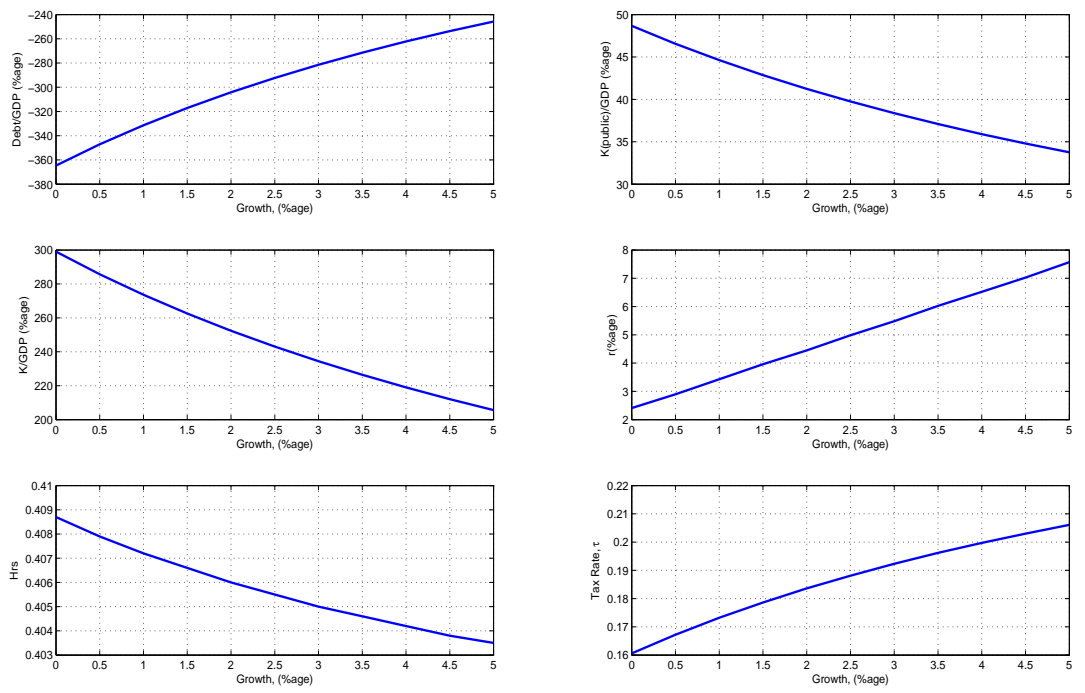 Debt/GDP (%age)
−240
−260
−280
−300
−320
−340
−360
−380
0 0.5 1 1.5 2 2.5 3 3.5 4 4.5 5
Growth, (%age)
K(public)/GDP (%age)
50
45
40
35
30
0 0.5 1 1.5 2 2.5 3 3.5 4 4.5 5
Growth, (%age)
K/GDP (%age)
300
280
260
240
220
200
0 0.5 1 1.5 2 2.5 3 3.5 4 4.5 5
Growth, (%age)
r(%age)
8
7
6
5
4
3
2
0 0.5 1 1.5 2 2.5 3 3.5 4 4.5 5
Growth, (%age)
Hrs
0.41
0.409
0.408
0.407
0.406
0.405
0.404
0.403
0 0.5 1 1.5 2 2.5 3 3.5 4 4.5 5
Growth, (%age)
Tax Rate, τ
0.22
0.21
0.2
0.19
0.18
0.17
0.16
0 0.5 1 1.5 2 2.5 3 3.5 4 4.5 5
Growth, (%age)